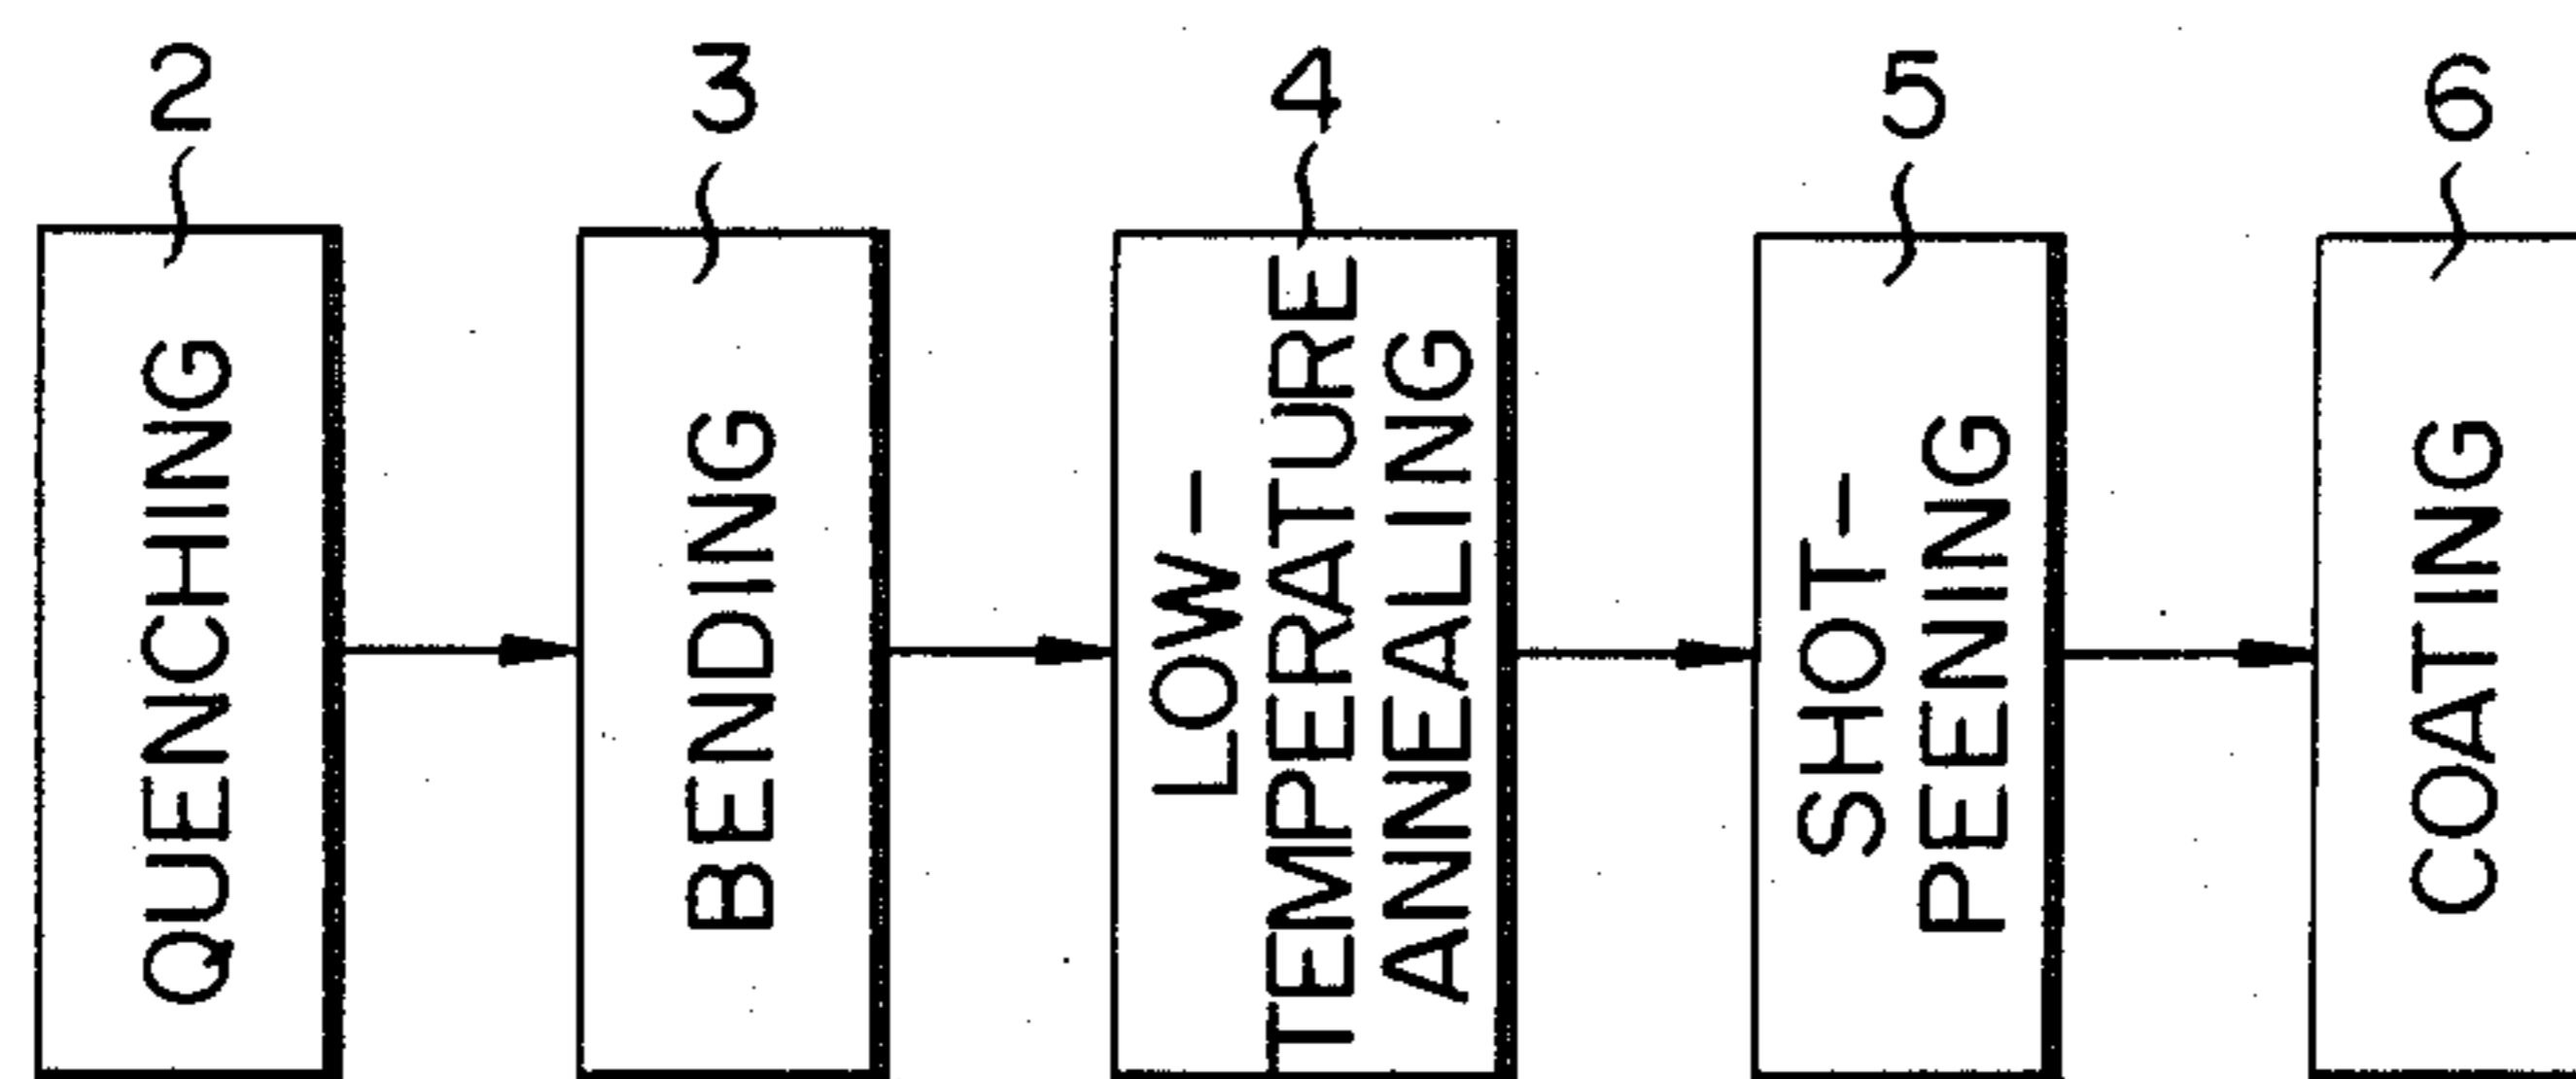 2
QUENCHING
3
BENDING
4
LOW-
TEMPERATURE
ANNEALING
5
SHOT-
PEENING
6
COATING